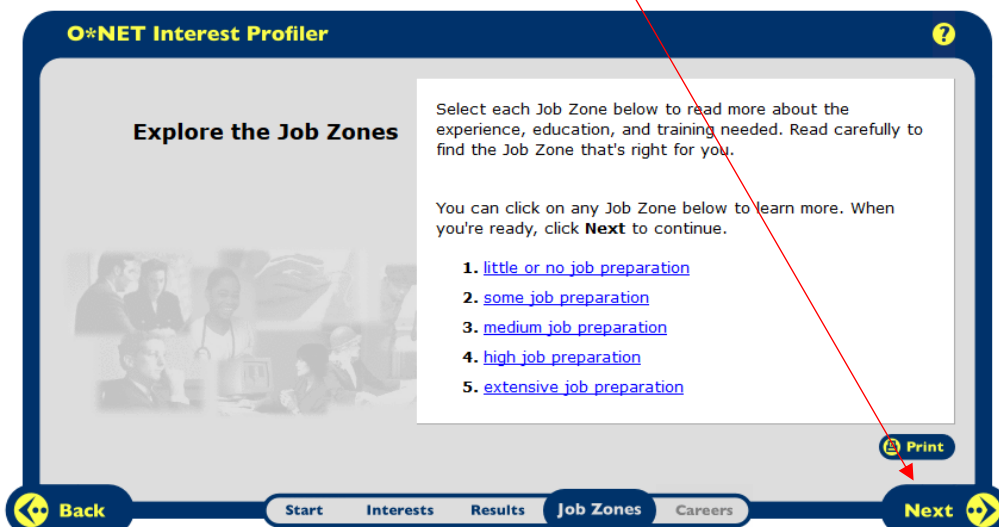 O*NET Interest Profiler
?
Explore the Job Zones
Select each Job Zone below to read more about the
experience, education, and training needed. Read carefully to
find the Job Zone that's right for you.
You can click on any Job Zone below to learn more. When
you're ready, click Next to continue.
1. little or no job preparation
2. some job preparation
3. medium job preparation
4. high job preparation
5. extensive job preparation
Print
Back
Start
Interests
Results
Job Zones
Careers
Next